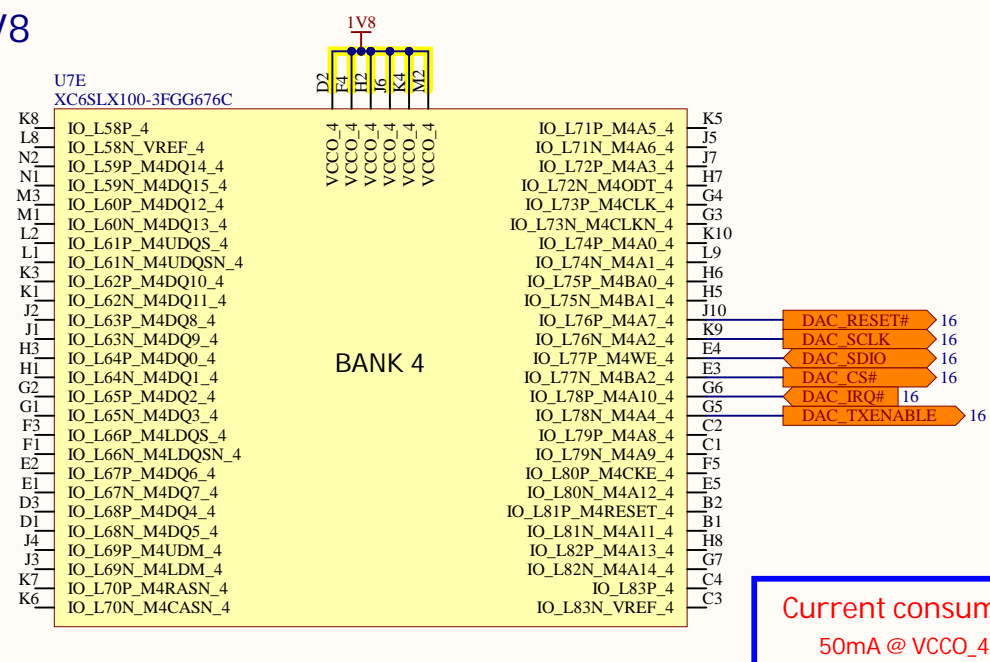 V8
1V8
D2 F4 H2 J6 K4 M2
U7E
XC6SLX100-3FGG676C
VCCO_4 VCCO_4 VCCO_4 VCCO_4 VCCO_4 VCCO_4
K8 IO_L58P_4 IO_L71P_M4A5_4 K5
L8 IO_L58N_VREF_4 IO_L71N_M4A6_4 J5
N2 IO_L59P_M4DQ14_4 IO_L72P_M4A3_4 J7
N1 IO_L59N_M4DQ15_4 IO_L72N_M4ODT_4 H7
M3 IO_L60P_M4DQ12_4 IO_L73P_M4CLK_4 G4
M1 IO_L60N_M4DQ13_4 IO_L73N_M4CLKN_4 G3
L2 IO_L61P_M4UDQS_4 IO_L74P_M4A0_4 K10
L1 IO_L61N_M4UDQSN_4 IO_L74N_M4A1_4 L9
K3 IO_L62P_M4DQ10_4 IO_L75P_M4BA0_4 H6
K1 IO_L62N_M4DQ11_4 IO_L75N_M4BA1_4 H5
J2 IO_L63P_M4DQ8_4 IO_L76P_M4A7_4 J10 DAC_RESET# 16
J1 IO_L63N_M4DQ9_4 IO_L76N_M4A2_4 K9 DAC_SCLK 16
H3 IO_L64P_M4DQ0_4 IO_L77P_M4WE_4 E4 DAC_SDIO 16
BANK 4
H1 IO_L64N_M4DQ1_4 IO_L77N_M4BA2_4 E3 DAC_CS# 16
G2 IO_L65P_M4DQ2_4 IO_L78P_M4A10_4 G6 DAC_IRQ# 16
G1 IO_L65N_M4DQ3_4 IO_L78N_M4A4_4 G5 DAC_TXENABLE 16
F3 IO_L66P_M4LDQS_4 IO_L79P_M4A8_4 C2
F1 IO_L66N_M4LDQSN_4 IO_L79N_M4A9_4 C1
E2 IO_L67P_M4DQ6_4 IO_L80P_M4CKE_4 F5
E1 IO_L67N_M4DQ7_4 IO_L80N_M4A12_4 E5
D3 IO_L68P_M4DQ4_4 IO_L81P_M4RESET_4 B2
D1 IO_L68N_M4DQ5_4 IO_L81N_M4A11_4 B1
J4 IO_L69P_M4UDM_4 IO_L82P_M4A13_4 H8
J3 IO_L69N_M4LDM_4 IO_L82N_M4A14_4 G7
K7 IO_L70P_M4RASN_4 IO_L83P_4 C4
K6 IO_L70N_M4CASN_4 IO_L83N_VREF_4 C3
Current consum
50mA @ VCCO_4